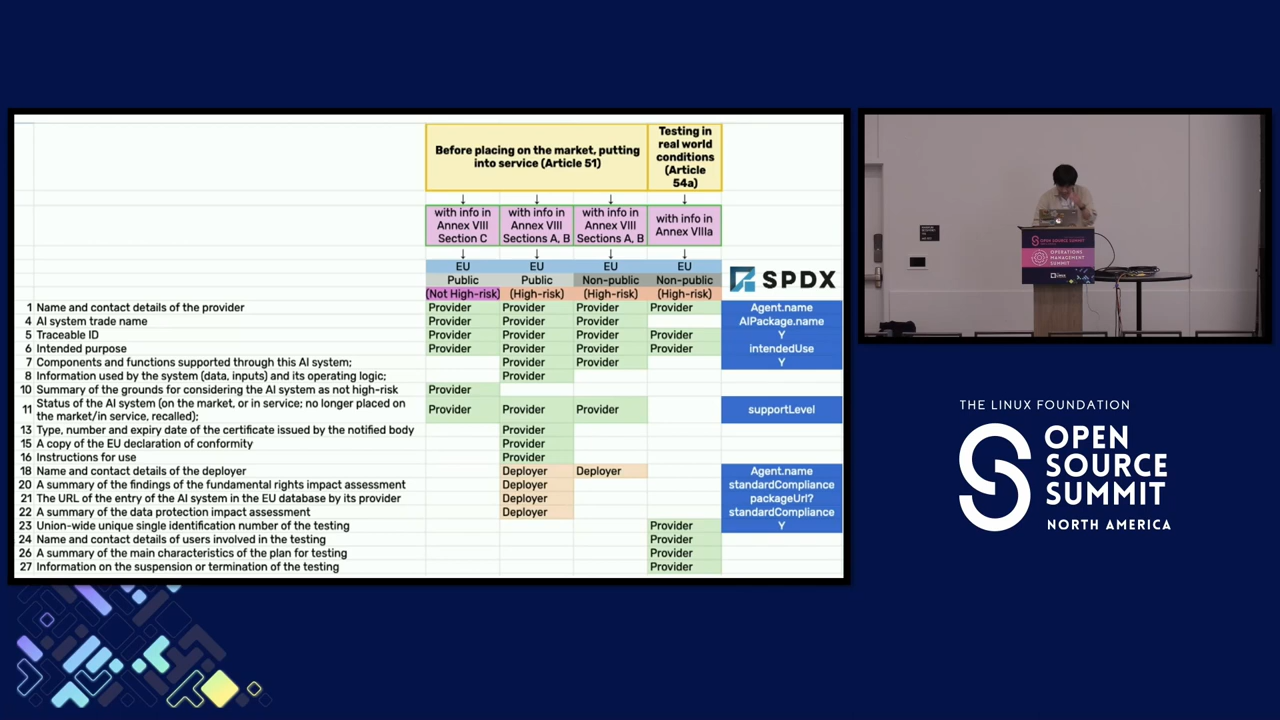 Before placing on the market, putting
into service (Article 51)
Testing in
real world
conditions
(Article
54a)
↓ ↓ ↓ ↓
with info in
Annex VIII
Section C
with info in
Annex VIII
Sections A, B
with info in
Annex VIII
Sections A, B
with info in
Annex VIIIa
↓ ↓ ↓ ↓
EU EU EU EU
Public Public Non-public Non-public
(Not High-risk) (High-risk) (High-risk) (High-risk)
SPDX
1 Name and contact details of the provider Provider Provider Provider Provider Agent.name
4 AI system trade name Provider Provider Provider AIPackage.name
5 Traceable ID Provider Provider Provider Provider Y
6 Intended purpose Provider Provider Provider Provider intendedUse
7 Components and functions supported through this AI system; Provider Provider Y
8 Information used by the system (data, inputs) and its operating logic; Provider
10 Summary of the grounds for considering the AI system as not high-risk Provider
11 Status of the AI system (on the market, or in service; no longer placed on
the market/in service, recalled); Provider Provider Provider supportLevel
13 Type, number and expiry date of the certificate issued by the notified body Provider
15 A copy of the EU declaration of conformity Provider
16 Instructions for use Provider
18 Name and contact details of the deployer Deployer Deployer Agent.name
20 A summary of the findings of the fundamental rights impact assessment Deployer standardCompliance
21 The URL of the entry of the AI system in the EU database by its provider Deployer packageUrl?
22 A summary of the data protection impact assessment Deployer standardCompliance
23 Union-wide unique single identification number of the testing Provider Y
24 Name and contact details of users involved in the testing Provider
26 A summary of the main characteristics of the plan for testing Provider
27 Information on the suspension or termination of the testing Provider
OPEN SOURCE SUMMIT
OPERATIONS
MANAGEMENT
SUMMIT
THE LINUX FOUNDATION
OPEN
SOURCE
SUMMIT
NORTH AMERICA